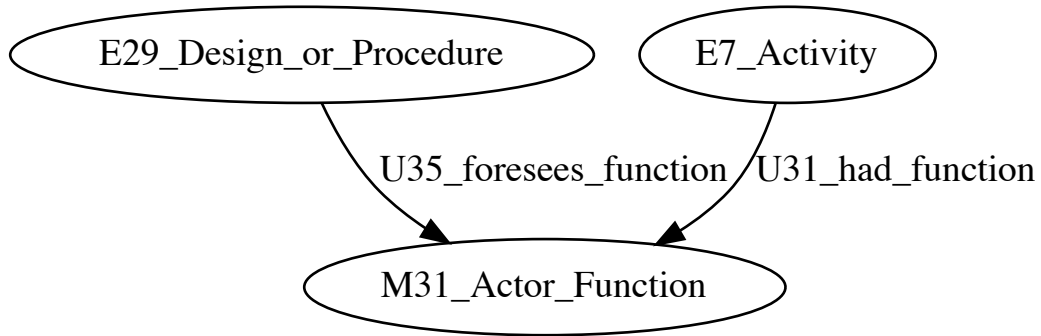 E29_Design_or_Procedure
E7_Activity
U35_foresees_function
U31_had_function
M31_Actor_Function